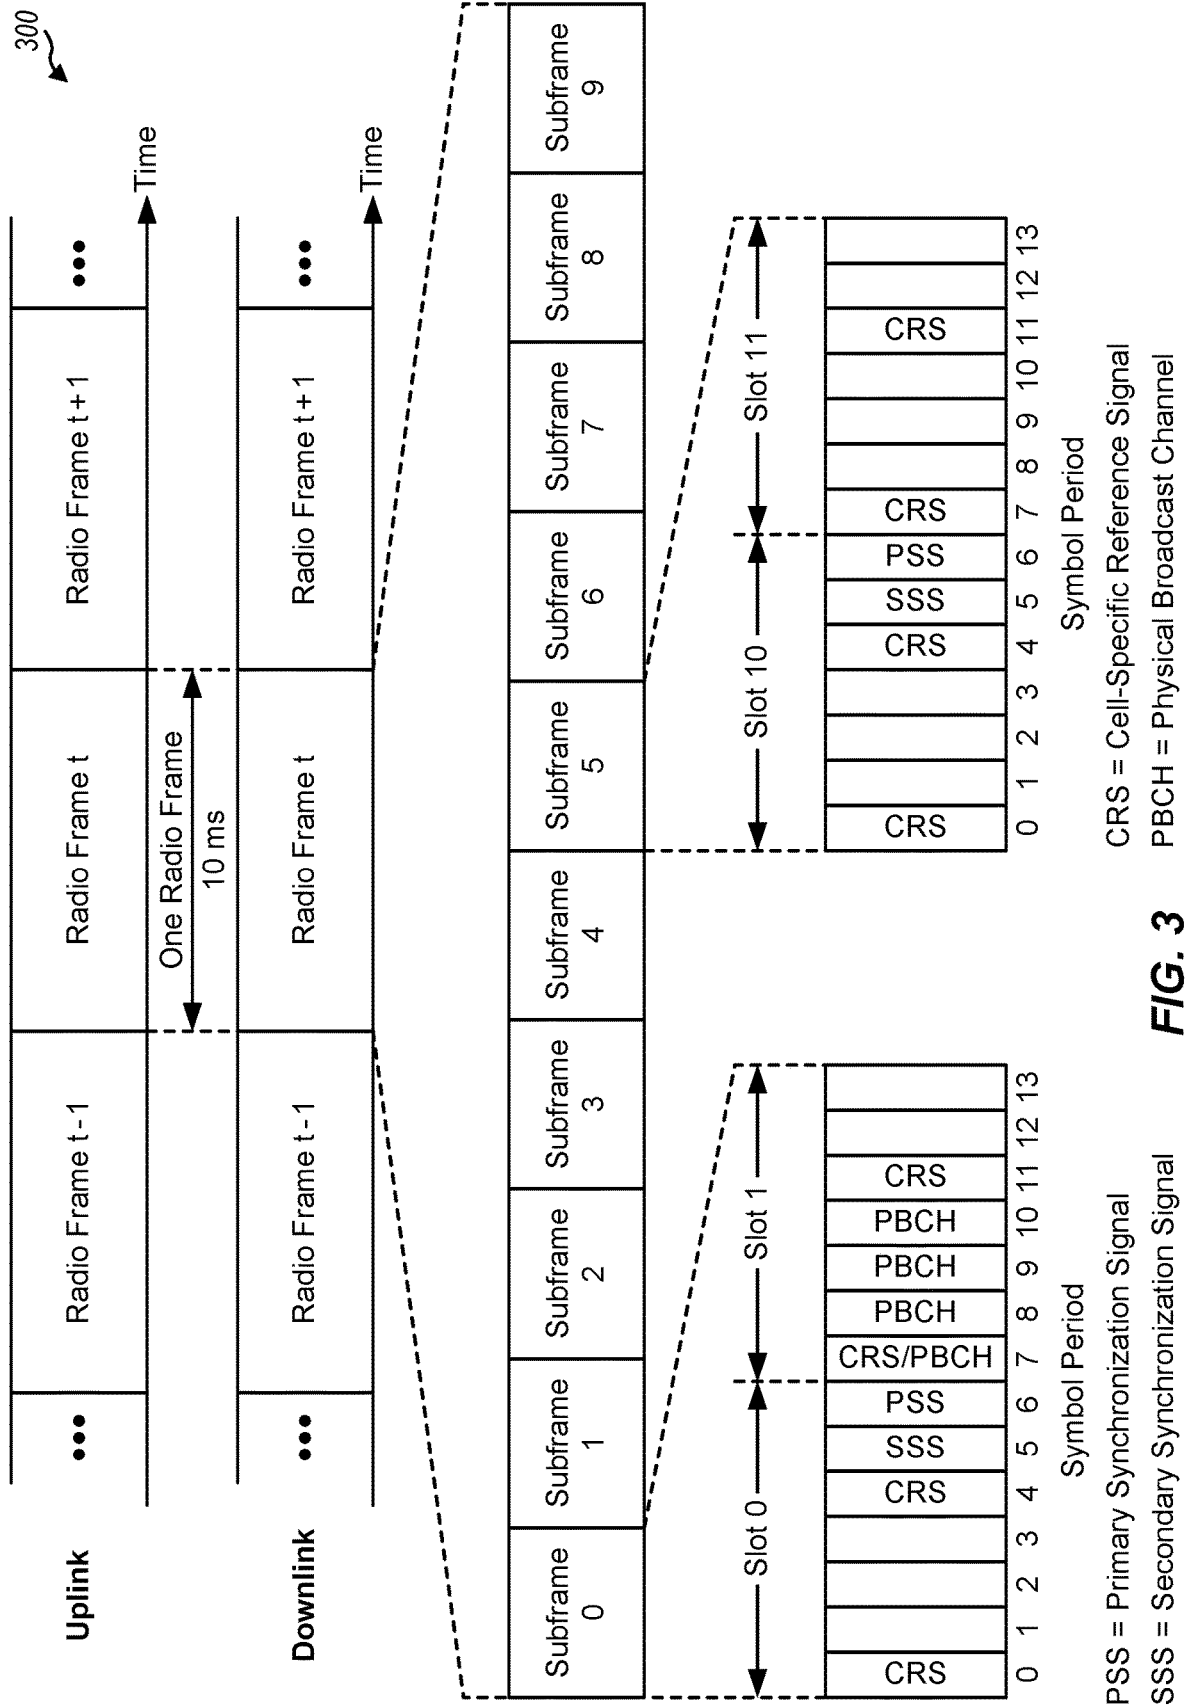 300
Uplink
•••
Radio Frame t-1
Radio Frame t
Radio Frame t+1
•••
Time
One Radio Frame
10 ms
Downlink
•••
Radio Frame t-1
Radio Frame t
Radio Frame t+1
•••
Time
Subframe 0
Subframe 1
Subframe 2
Subframe 3
Subframe 4
Subframe 5
Subframe 6
Subframe 7
Subframe 8
Subframe 9
Slot 0
Slot 1
CRS
CRS
SSS
PSS
CRS/PBCH
PBCH
PBCH
PBCH
CRS
0 1 2 3 4 5 6 7 8 9 10 11 12 13
Symbol Period
Slot 10
Slot 11
CRS
CRS
SSS
PSS
CRS
CRS
0 1 2 3 4 5 6 7 8 9 10 11 12 13
Symbol Period
PSS = Primary Synchronization Signal
SSS = Secondary Synchronization Signal
CRS = Cell-Specific Reference Signal
PBCH = Physical Broadcast Channel
FIG. 3